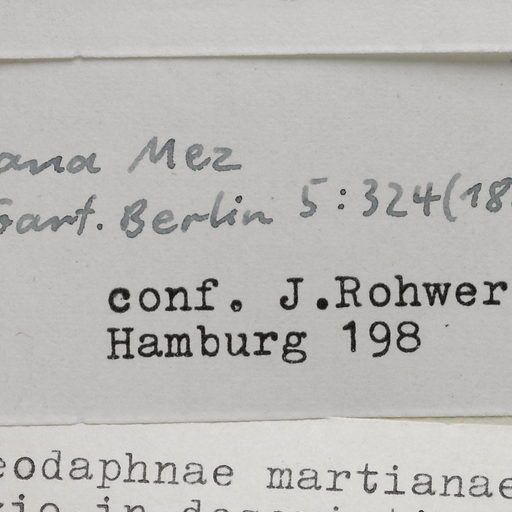 ana Mez
Gart. Berlin 5:324(18
conf. J.Rohwer
Hamburg 198
eodaphnae martianae